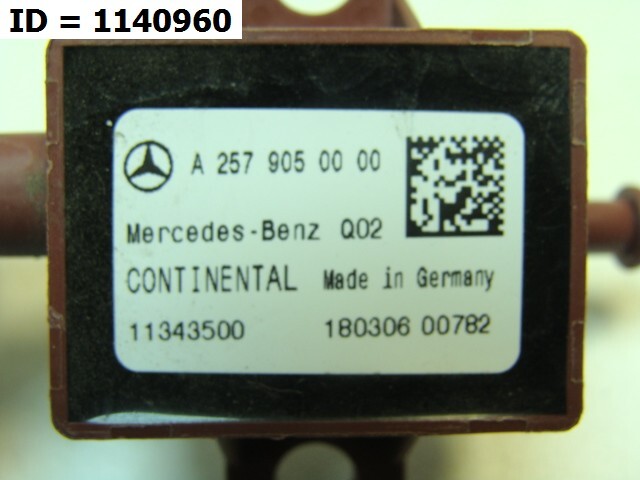 ID = 1140960
A 257 905 00 00
Mercedes-Benz Q02
CONTINENTAL Made in Germany
11343500 180306 00782